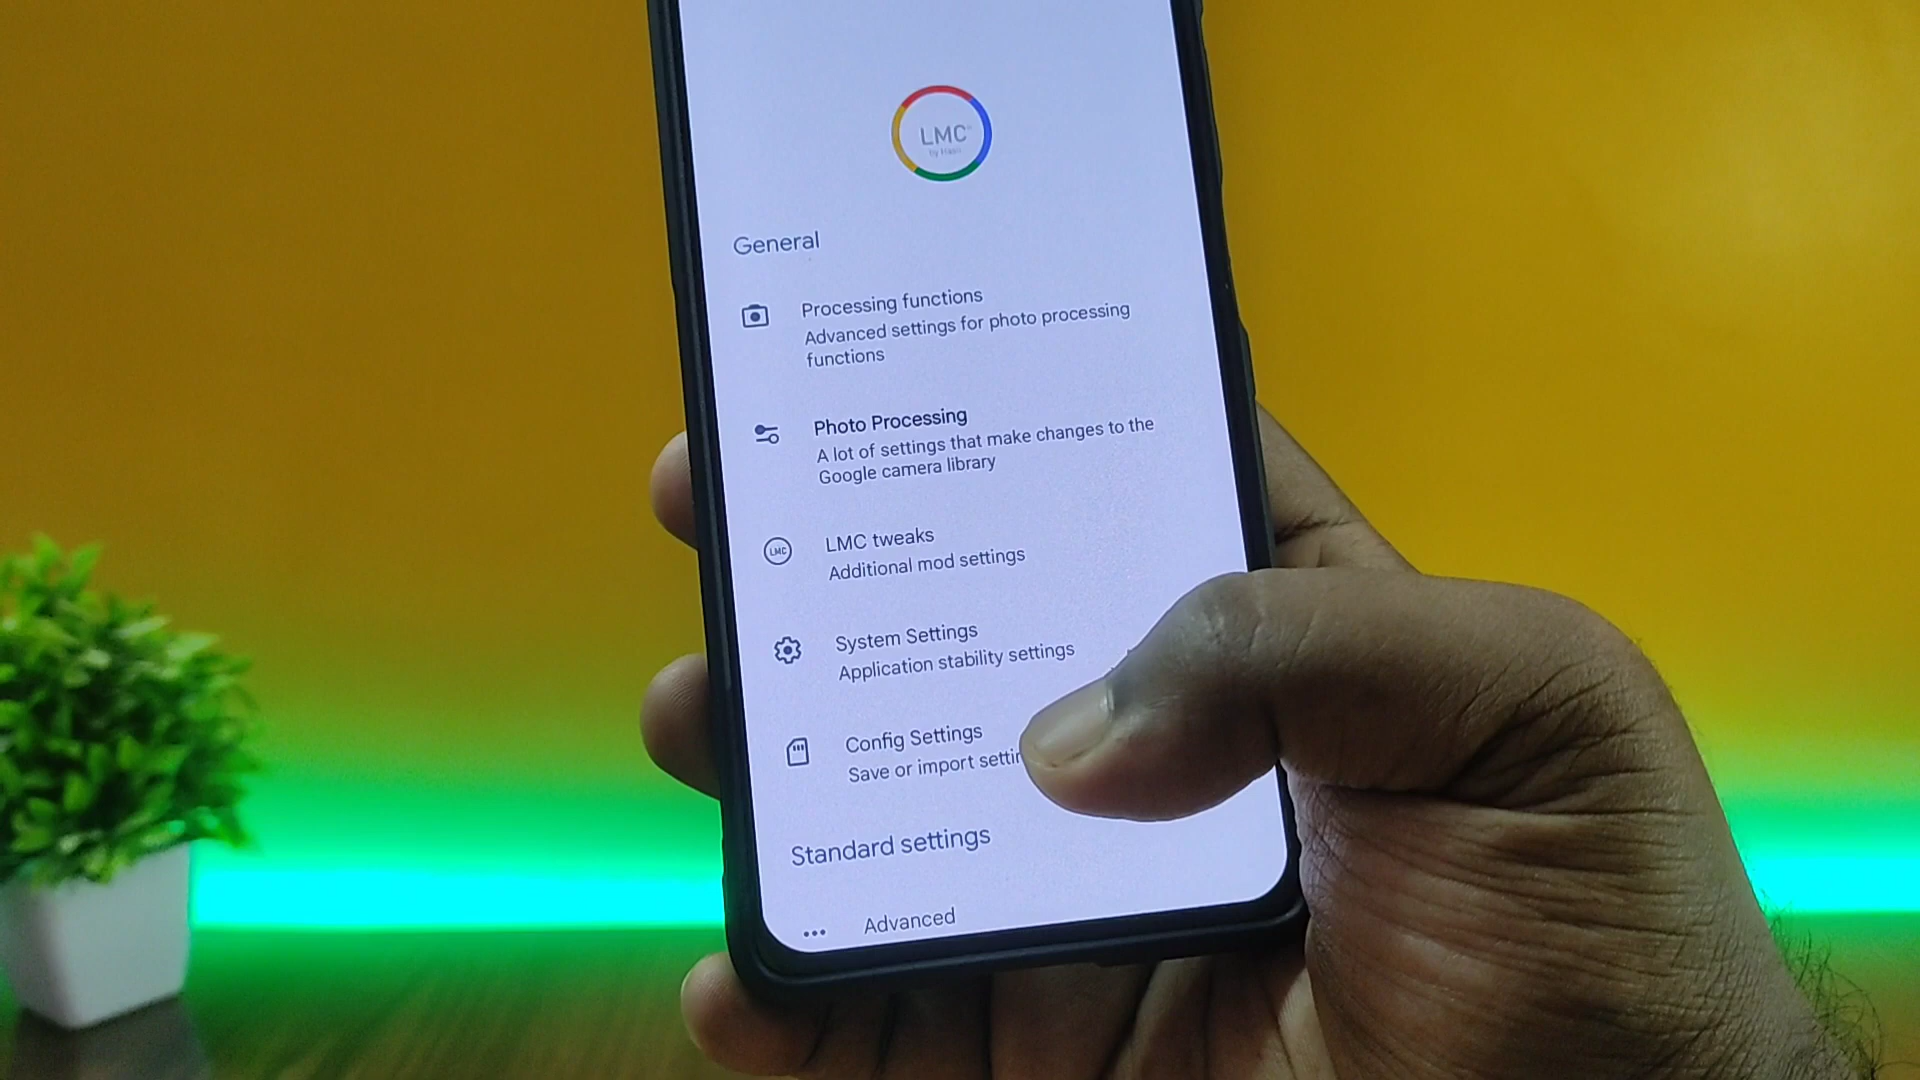 LMC
General
Processing functions
Advanced settings for photo processing
functions
Photo Processing
A lot of settings that make changes to the
Google camera library
LMC
LMC tweaks
Additional mod settings
System Settings
Application stability settings
Config Settings
Save or import
Standard settings
Advanced